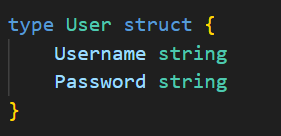 type User struct {
    Username string
    Password string
}